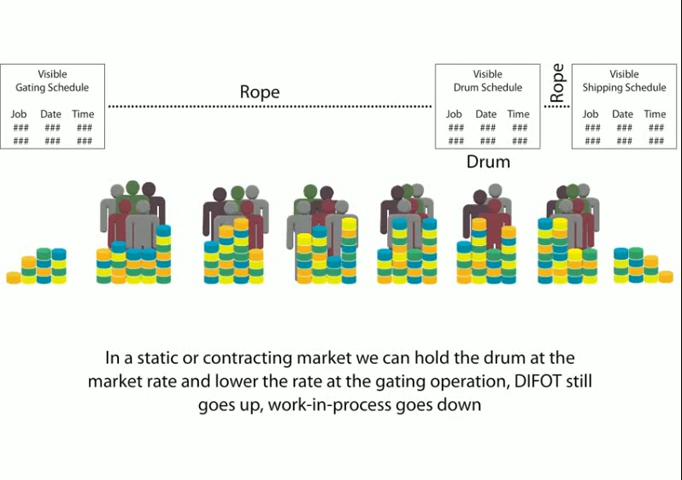 Visible
Gating Schedule
Job Date Time
### ### ###
### ### ###
Rope
Visible
Drum Schedule
Job Date Time
### ### ###
### ### ###
Drum
Rope
Visible
Shipping Schedule
Job Date Time
### ### ###
### ### ###
In a static or contracting market we can hold the drum at the
market rate and lower the rate at the gating operation, DIFOT still
goes up, work-in-process goes down